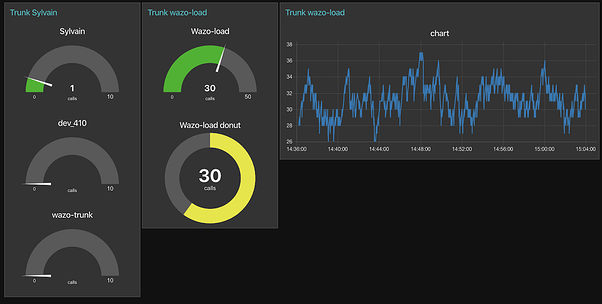 Trunk Sylvain
Sylvain
1
calls
0
10
dev_410
calls
0
10
wazo-trunk
calls
0
10
Trunk wazo-load
Wazo-load
30
calls
0
50
Wazo-load donut
30
calls
Trunk wazo-load
chart
38
36
34
32
30
28
26
14:36:00
14:40:00
14:44:00
14:48:00
14:52:00
14:56:00
15:00:00
15:04:00